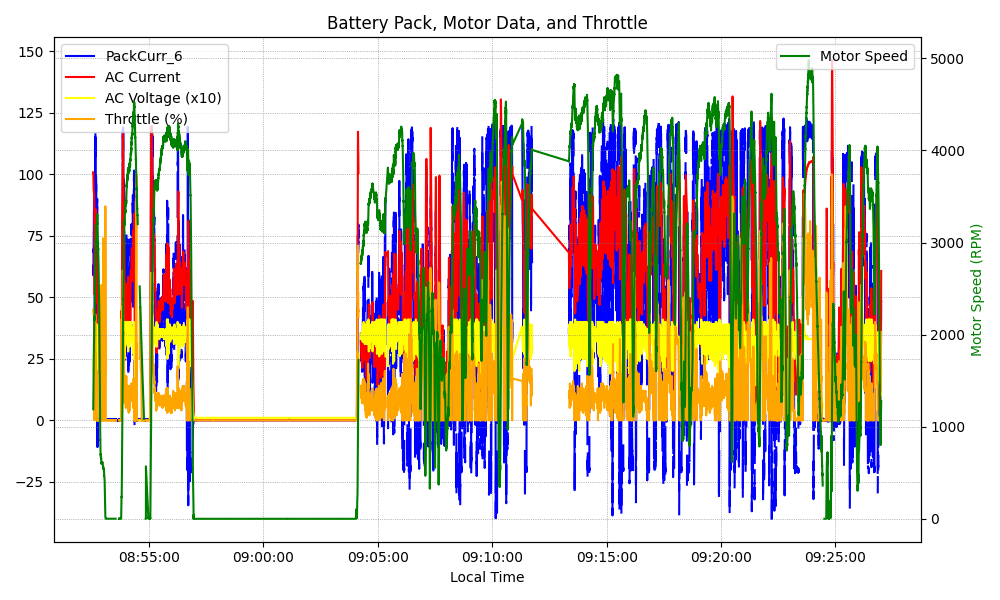 Battery Pack, Motor Data, and Throttle
PackCurr_6
AC Current
AC Voltage (x10)
Throttle (%)
Motor Speed
150
125
100
75
50
25
0
−25
5000
4000
3000
2000
1000
0
Motor Speed (RPM)
08:55:00
09:00:00
09:05:00
09:10:00
09:15:00
09:20:00
09:25:00
Local Time